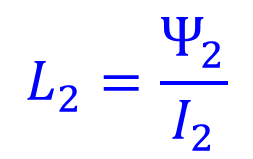 L₂ = Ψ₂ / I₂